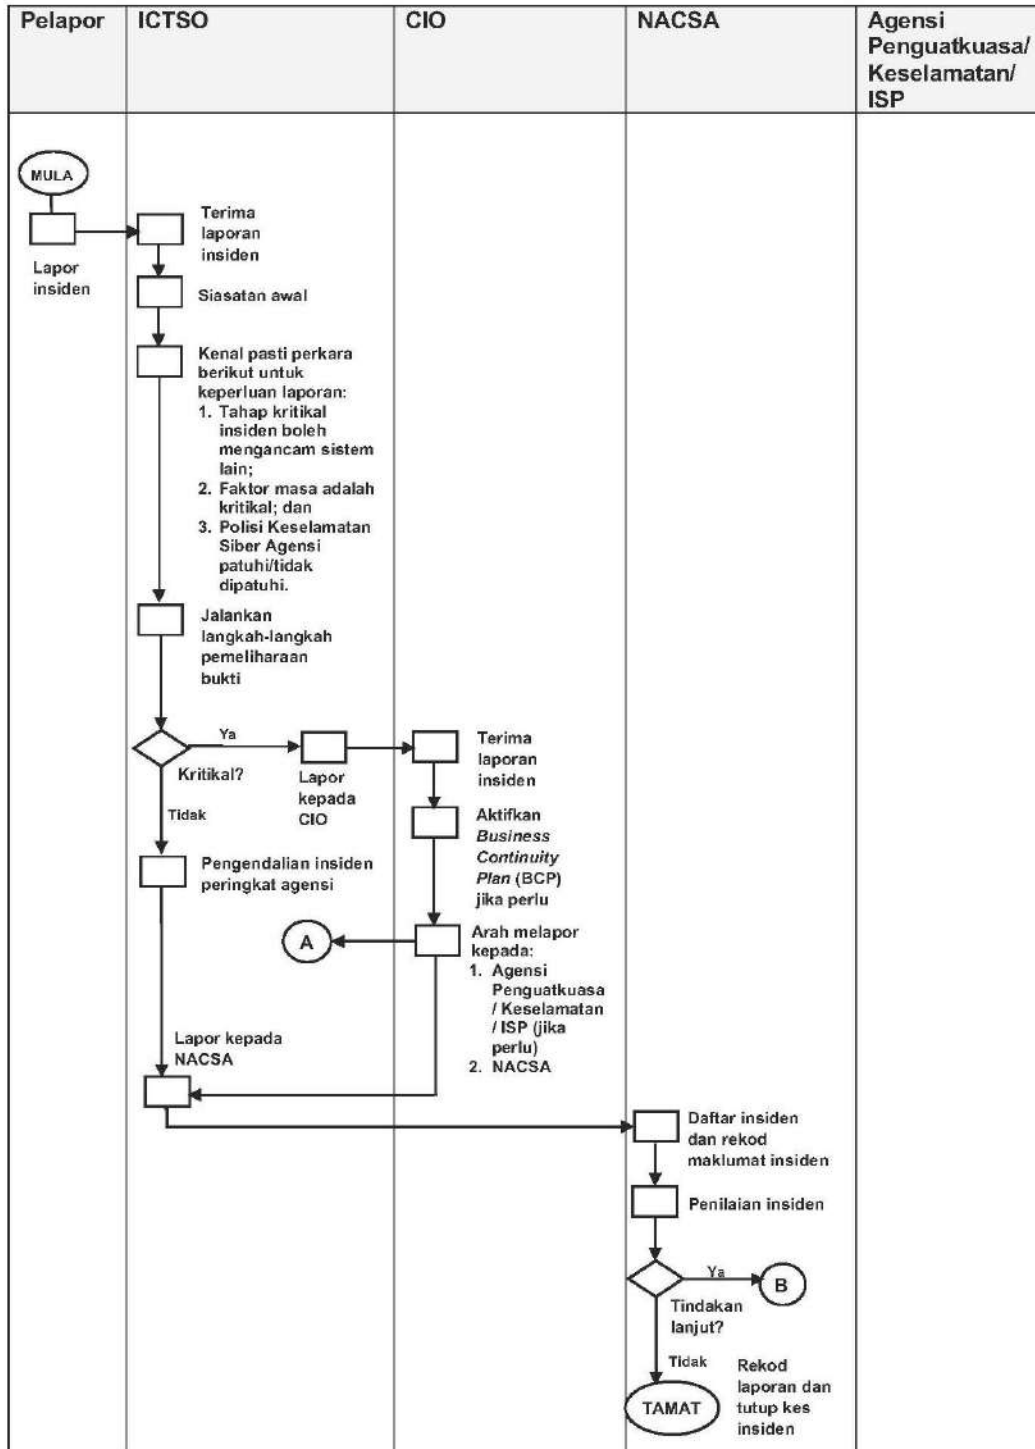 Pelapor
ICTSO
CIO
NACSA
Agensi
Penguatkuasa/
Keselamatan/
ISP
MULA
Lapor
insiden
Terima
laporan
insiden
Siasatan awal
Kenal pasti perkara
berikut untuk
keperluan laporan:
1. Tahap kritikal
insiden boleh
mengancam sistem
lain;
2. Faktor masa adalah
kritikal; dan
3. Polisi Keselamatan
Siber Agensi
patuhi/tidak
dipatuhi.
Jalankan
langkah-langkah
pemeliharaan
bukti
Kritikal?
Ya
Tidak
Lapor
kepada
CIO
Terima
laporan
insiden
Aktifkan
Business
Continuity
Plan (BCP)
jika perlu
Pengendalian insiden
peringkat agensi
A
Arah melapor
kepada:
1. Agensi
Penguatkuasa
/ Keselamatan
/ ISP (jika
perlu)
2. NACSA
Lapor kepada
NACSA
Daftar insiden
dan rekod
maklumat insiden
Penilaian insiden
Ya
B
Tindakan
lanjut?
Tidak
TAMAT
Rekod
laporan dan
tutup kes
insiden